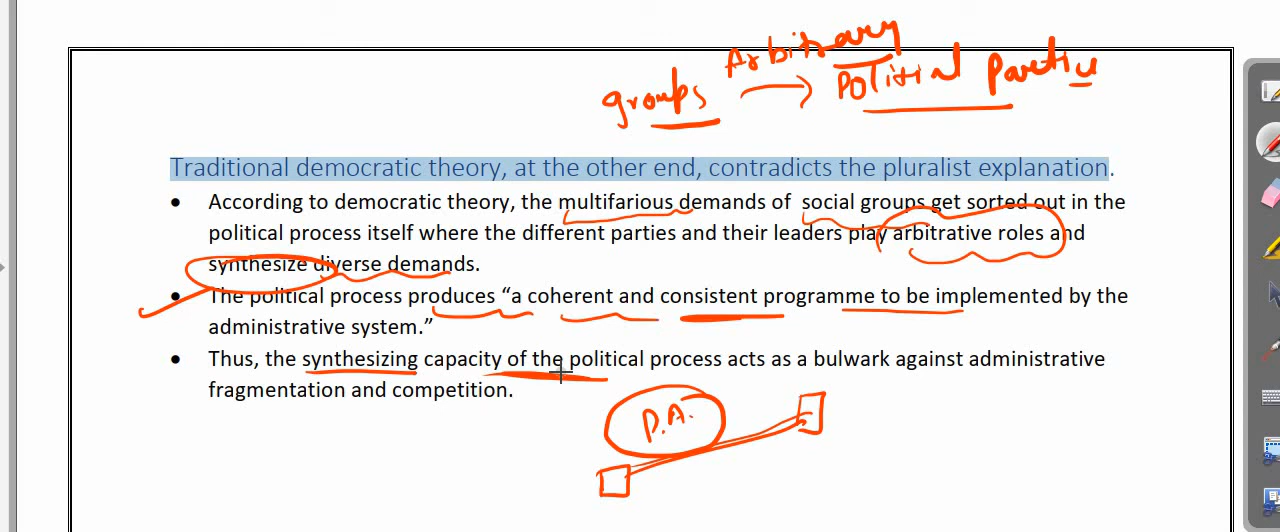 Arbitrary
groups → Political Partie
Traditional democratic theory, at the other end, contradicts the pluralist explanation.
• According to democratic theory, the multifarious demands of social groups get sorted out in the
political process itself where the different parties and their leaders play arbitrative roles and
synthesize diverse demands.
• The political process produces “a coherent and consistent programme to be implemented by the
administrative system.”
• Thus, the synthesizing capacity of the political process acts as a bulwark against administrative
fragmentation and competition.
P.A.